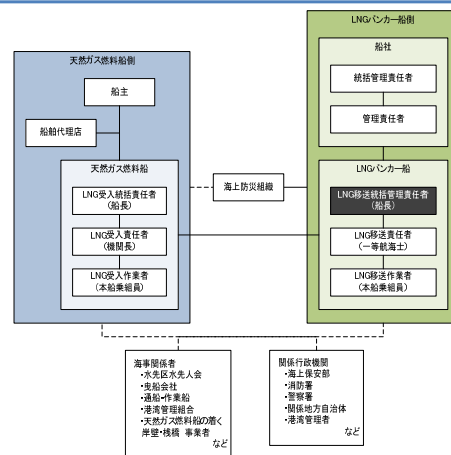 天然ガス燃料船側
船主
船舶代理店
天然ガス燃料船
LNG受入統括責任者
(船長)
LNG受入責任者
(機関長)
LNG受入作業者
(本船乗組員)
海上防災組織
LNGバンカー船側
船社
統括管理責任者
管理責任者
LNGバンカー船
LNG移送統括管理責任者
(船長)
LNG移送責任者
(一等航海士)
LNG移送作業者
(本船乗組員)
海事関係者
・水先区水先人会
・曳船会社
・通船・作業船
・港湾管理組合
・天然ガス燃料船の着く
岸壁・桟橋 事業者
など
関係行政機関
・海上保安部
・消防署
・警察署
・関係地方自治体
・港湾管理者
など